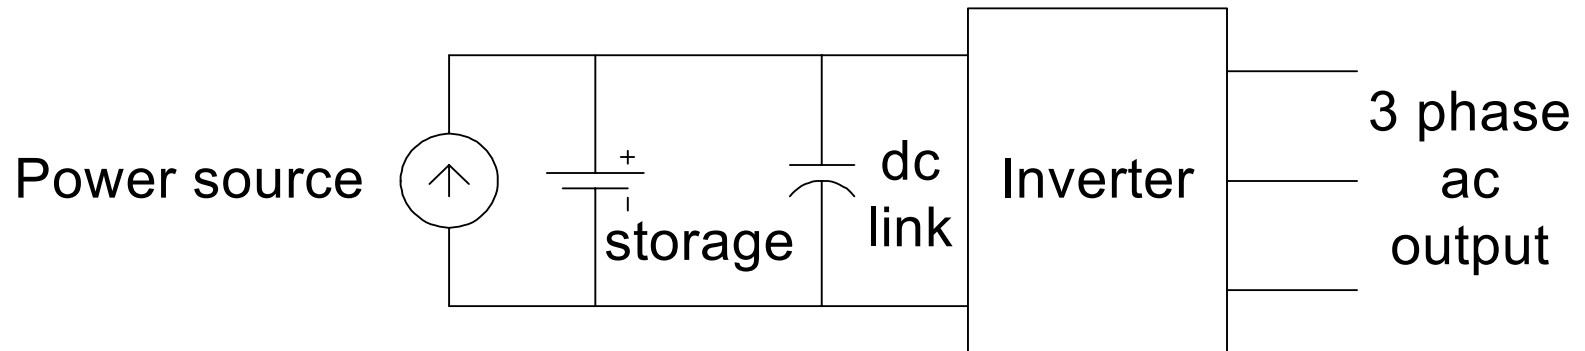 Power source
+
–
storage
dc
link
Inverter
3 phase
ac
output